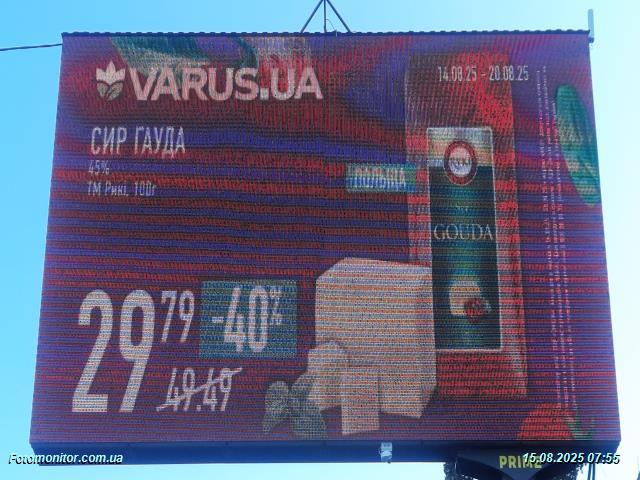 VARUS.UA
14.08.25 - 20.08.25
СИР ГАУДА
45%
ТМ Рикі, 100г
ПОЛЬЩА
GOUDA
29 79
-40%
49.49
Fotomonitor.com.ua
PRIME
15.08.2025 07:55